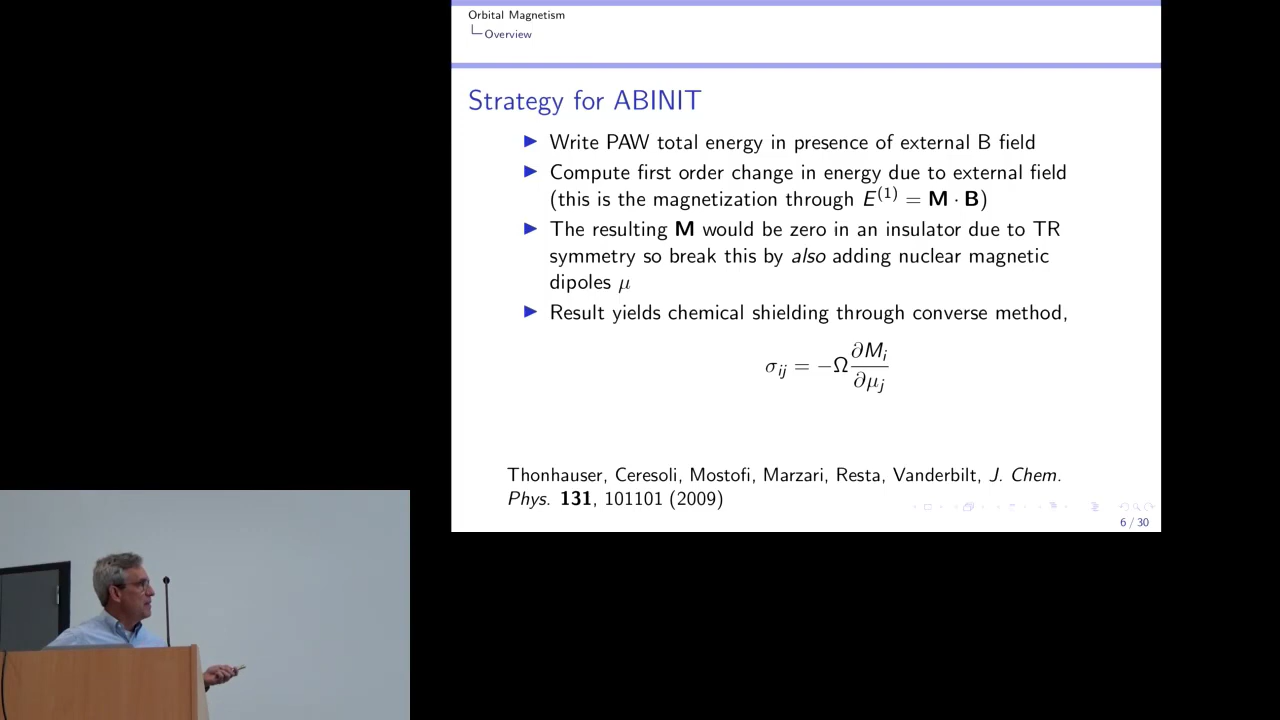 Orbital Magnetism
Overview
Strategy for ABINIT
Write PAW total energy in presence of external B field
Compute first order change in energy due to external field
(this is the magnetization through E⁽¹⁾ = M · B)
The resulting M would be zero in an insulator due to TR
symmetry so break this by also adding nuclear magnetic
dipoles μ
Result yields chemical shielding through converse method,
σᵢⱼ = −Ω ∂Mᵢ/∂μⱼ
Thonhauser, Ceresoli, Mostofi, Marzari, Resta, Vanderbilt, J. Chem.
Phys. 131, 101101 (2009)
6 / 30